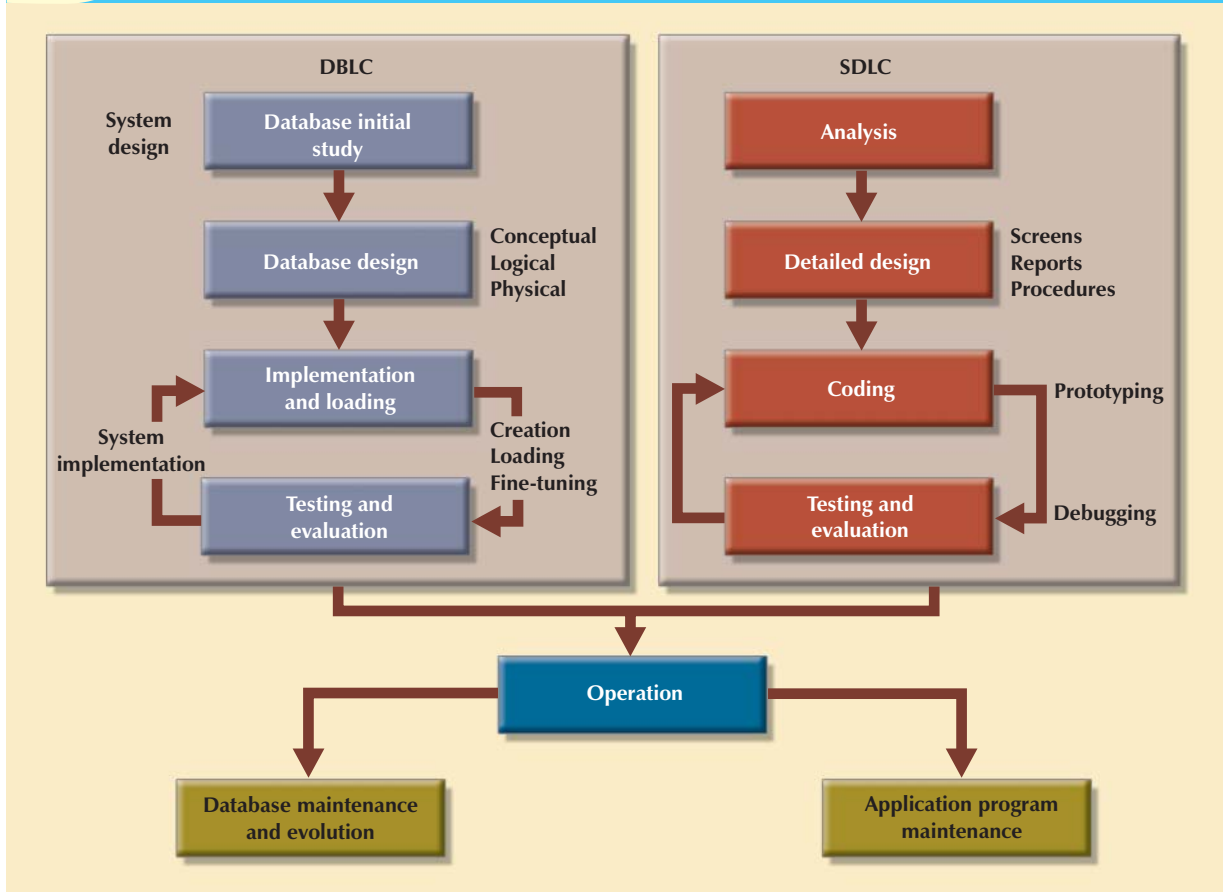 DBLC
System
design
Database initial
study
Database design
Conceptual
Logical
Physical
Implementation
and loading
System
implementation
Creation
Loading
Fine-tuning
Testing and
evaluation
SDLC
Analysis
Detailed design
Screens
Reports
Procedures
Coding
Prototyping
Testing and
evaluation
Debugging
Operation
Database maintenance
and evolution
Application program
maintenance